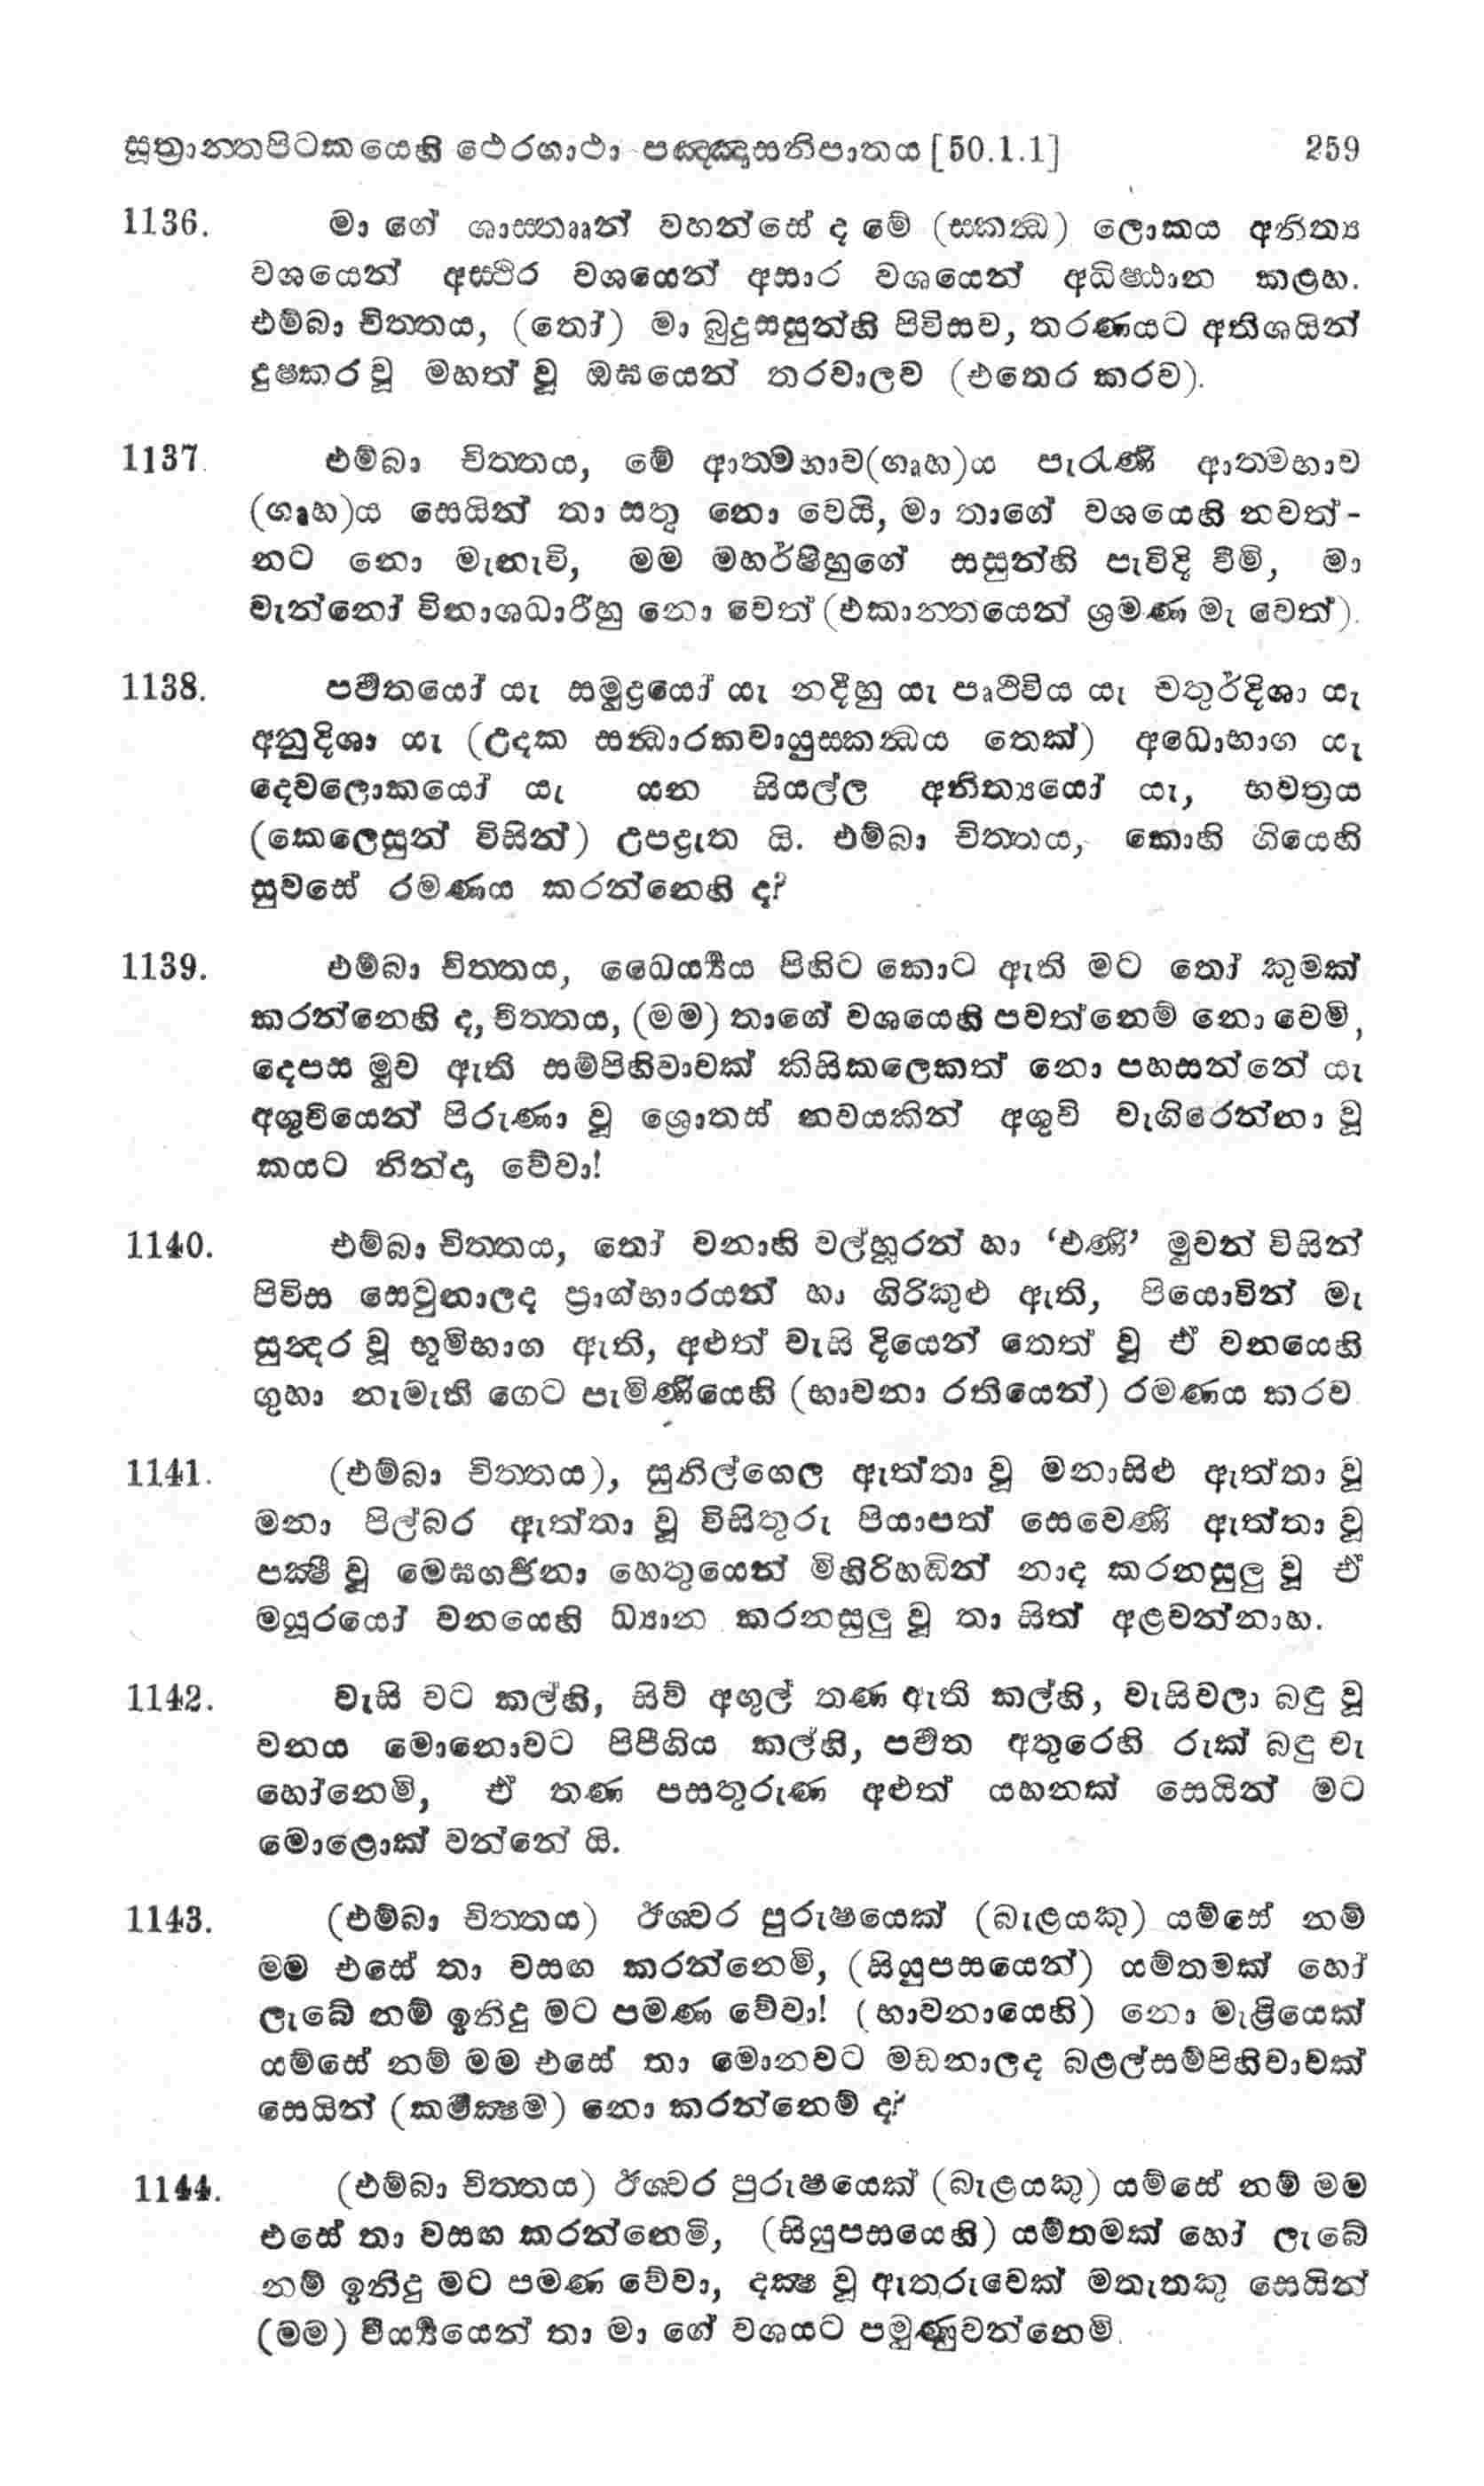 සූත්‍රාන්තපිටකයෙහි ථෙරගාථා පඤ්ඤාසනිපාතය [50.1.1] 259
1136. මා ගේ ශාස්තෲන් වහන්සේ ද මේ (ස්කන්ධ) ලොකය අනිත්‍ය
වශයෙන් අස්ථිර වශයෙන් අසාර වශයෙන් අධිෂ්ඨාන කළහ.
එම්බා චිත්තය, (තෝ) මා බුදුසසුන්හි පිවිසව, තරණයට අතිශයින්
දුෂ්කර වූ මහත් වූ ඔඝයෙන් තරවාලව (එතෙර කරව).
1137. එම්බා චිත්තය, මේ ආත්මභාව(ගෘහ)ය පැරැණි ආත්මභාව
(ගෘහ)ය සෙයින් තා සතු නො වෙයි, මා තාගේ වශයෙහි නවත්-
නට නො මැනැවි, මම මහර්ෂිහුගේ සසුන්හි පැවිදි වීමි, මා
වැන්නෝ විනාශධාරීහු නො වෙත් (එකාන්තයෙන් ශ්‍රමණ මැ වෙත්).
1138. පර්වතයෝ යැ සමුද්‍රයෝ යැ නදීහු යැ පෘථිවිය යැ චතුර්දිශා යැ
අනුදිශා යැ (උදක සන්ධාරකවායුස්කන්ධය තෙක්) අධොභාග යැ
දෙවලොකයෝ යැ යන සියල්ල අනිත්‍යයෝ යැ, භවත්‍රය
(කෙලෙසුන් විසින්) උපද්‍රැත යි. එම්බා චිත්තය, කොහි ගියෙහි
සුවසේ රමණය කරන්නෙහි ද?
1139. එම්බා චිත්තය, ධෛර්‍ය්‍යය පිහිට කොට ඇති මට තෝ කුමක්
කරන්නෙහි ද, චිත්තය, (මම) තාගේ වශයෙහි පවත්නෙම් නො වෙමි,
දෙපස මුව ඇති සම්පිහිවාවක් කිසිකලෙකත් නො පහසන්නේ යැ
අශුචියෙන් පිරුණා වූ ශ්‍රොතස් නවයකින් අශුචි වැගිරෙන්නා වූ
කයට නින්දා වේවා!
1140. එම්බා චිත්තය, තෝ වනාහි වල්හූරන් හා ‘එණි’ මුවන් විසින්
පිවිස සෙවුනාලද ප්‍රාග්භාරයන් හා ගිරිකුළු ඇති, පියොවින් මැ
සුන්දර වූ භූමිභාග ඇති, අළුත් වැසි දියෙන් තෙත් වූ ඒ වනයෙහි
ගුහා නැමැති ගෙට පැමිණියෙහි (භාවනා රතියෙන්) රමණය කරව
1141. (එම්බා චිත්තය), සුනිල්ගෙල ඇත්තා වූ මනාසිළු ඇත්තා වූ
මනා පිල්බර ඇත්තා වූ විසිතුරු පියාපත් සෙවෙණි ඇත්තා වූ
පක්‍ෂී වූ මෙඝගර්ජනා හෙතුයෙන් මිහිරිහඬින් නාද කරනසුලු වූ ඒ
මයූරයෝ වනයෙහි ධ්‍යාන කරනසුලු වූ තා සිත් අළවන්නාහ.
1142. වැසි වට කල්හි, සිව් අඟුල් තණ ඇති කල්හි, වැසිවලා බඳු වූ
වනය මොනොවට පිපීගිය කල්හි, පර්වත අතුරෙහි රුක් බඳු වැ
හෝනෙමි, ඒ තණ පසතුරුණ අළුත් යහනක් සෙයින් මට
මොළොක් වන්නේ යි.
1143. (එම්බා චිත්තය) ඊශ්වර පුරුෂයෙක් (බැළයකු) යම්සේ නම්
මම එසේ තා වසඟ කරන්නෙමි, (සියුපසයෙන්) යම්තමක් හෝ
ලැබේ නම් ඉනිදු මට පමණ වේවා! (භාවනායෙහි) නො මැළියෙක්
යම්සේ නම් මම එසේ තා මොනවට මඩනාලද බළල්සම්පිහිවාවක්
සෙයින් (කර්මක්‍ෂම) නො කරන්නෙම් ද?
1144. (එම්බා චිත්තය) ඊශ්වර පුරුෂයෙක් (බැළයකු) යම්සේ නම් මම
එසේ තා වසඟ කරන්නෙමි, (සියුපසයෙහි) යම්තමක් හෝ ලැබේ
නම් ඉනිදු මට පමණ වේවා, දක්‍ෂ වූ ඇතරුවෙක් මතැතකු සෙයින්
(මම) වීර්‍ය්‍යයෙන් තා මා ගේ වශයට පමුණුවන්නෙමි.